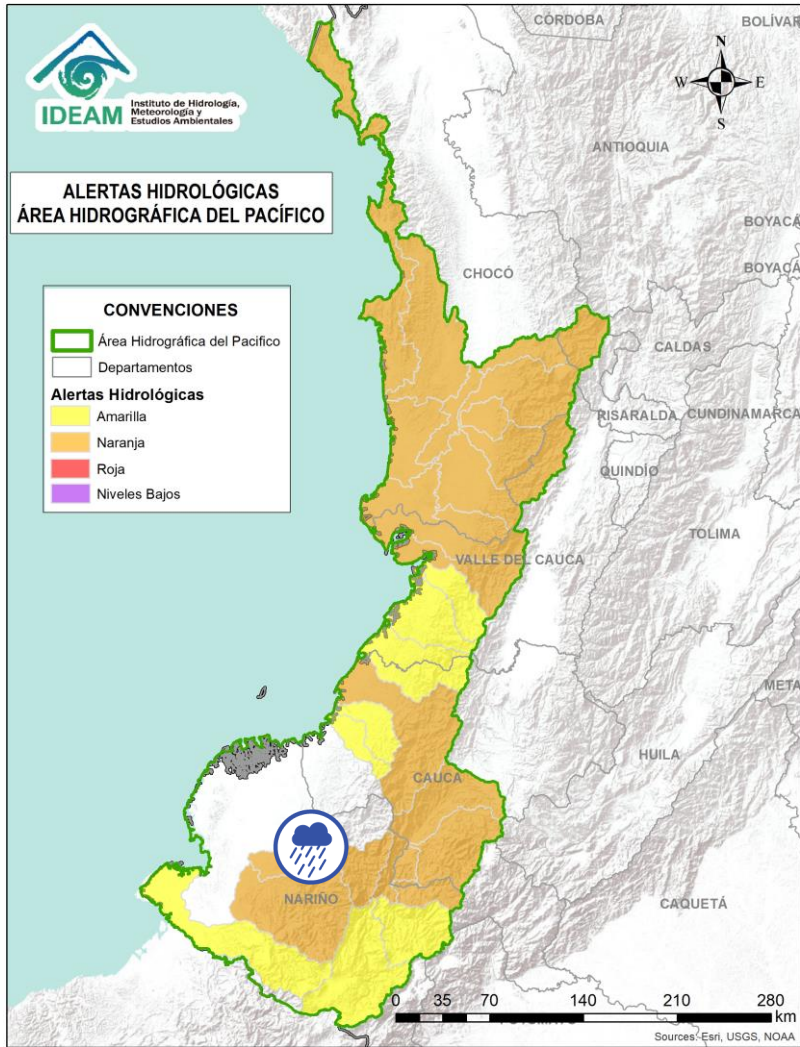 IDEAM
Instituto de Hidrología,
Meteorología y
Estudios Ambientales
ALERTAS HIDROLÓGICAS
ÁREA HIDROGRÁFICA DEL PACÍFICO
CONVENCIONES
Área Hidrográfica del Pacifico
Departamentos
Alertas Hidrológicas
Amarilla
Naranja
Roja
Niveles Bajos
N
W E
S
CÓRDOBA
BOLÍVAR
ANTIOQUIA
BOYACÁ
BOYACÁ
CHOCÓ
CALDAS
RISARALDA
CUNDINAMARCA
QUINDÍO
TOLIMA
VALLE DEL CAUCA
META
HUILA
CAUCA
NARIÑO
CAQUETÁ
0 35 70 140 210 280
km
Sources: Esri, USGS, NOAA